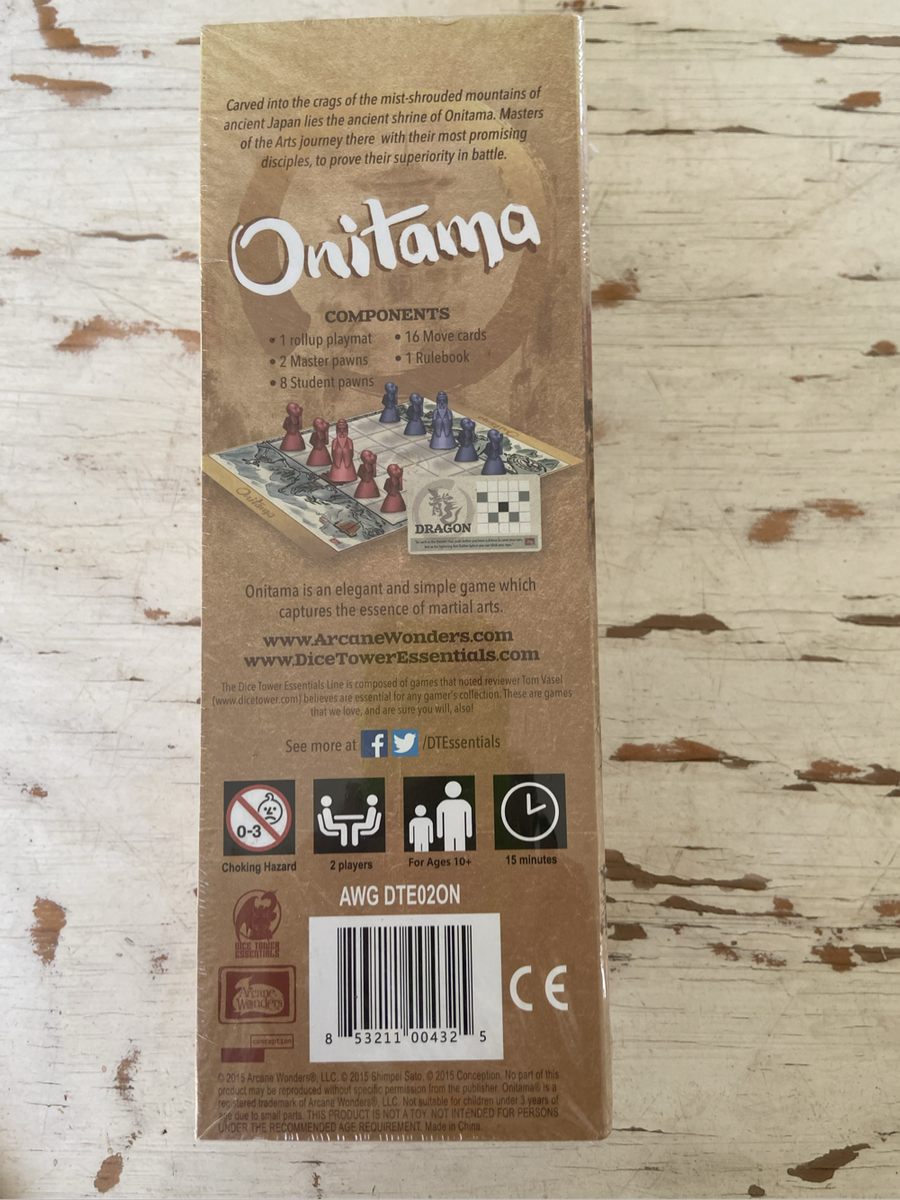 Carved into the crags of the mist-shrouded mountains of
ancient Japan lies the ancient shrine of Onitama. Masters
of the Arts journey there with their most promising
disciples, to prove their superiority in battle.
Onitama
COMPONENTS
• 1 rollup playmat
• 2 Master pawns
• 8 Student pawns
• 16 Move cards
• 1 Rulebook
Onitama
龍
DRAGON
Onitama is an elegant and simple game which
captures the essence of martial arts.
www.ArcaneWonders.com
www.DiceTowerEssentials.com
The Dice Tower Essentials Line is composed of games that noted reviewer Tom Vasel
(www.dicetower.com) believes are essential for any gamer's collection. These are games
that we love, and are sure you will, also!
See more at f /DTEssentials
0-3
Choking Hazard
2 players
For Ages 10+
15 minutes
AWG DTE02ON
DICE TOWER
ESSENTIALS
Arcane
Wonders
conception
8 53211 00432 5
CE
© 2015 Arcane Wonders®, LLC. © 2015 Shimpei Sato. © 2015 Conception. No part of this
product may be reproduced without specific permission from the publisher. Onitama® is a
registered trademark of Arcane Wonders®, LLC. Not suitable for children under 3 years of
age due to small parts. THIS PRODUCT IS NOT A TOY. NOT INTENDED FOR PERSONS
UNDER THE RECOMMENDED AGE REQUIREMENT. Made in China.